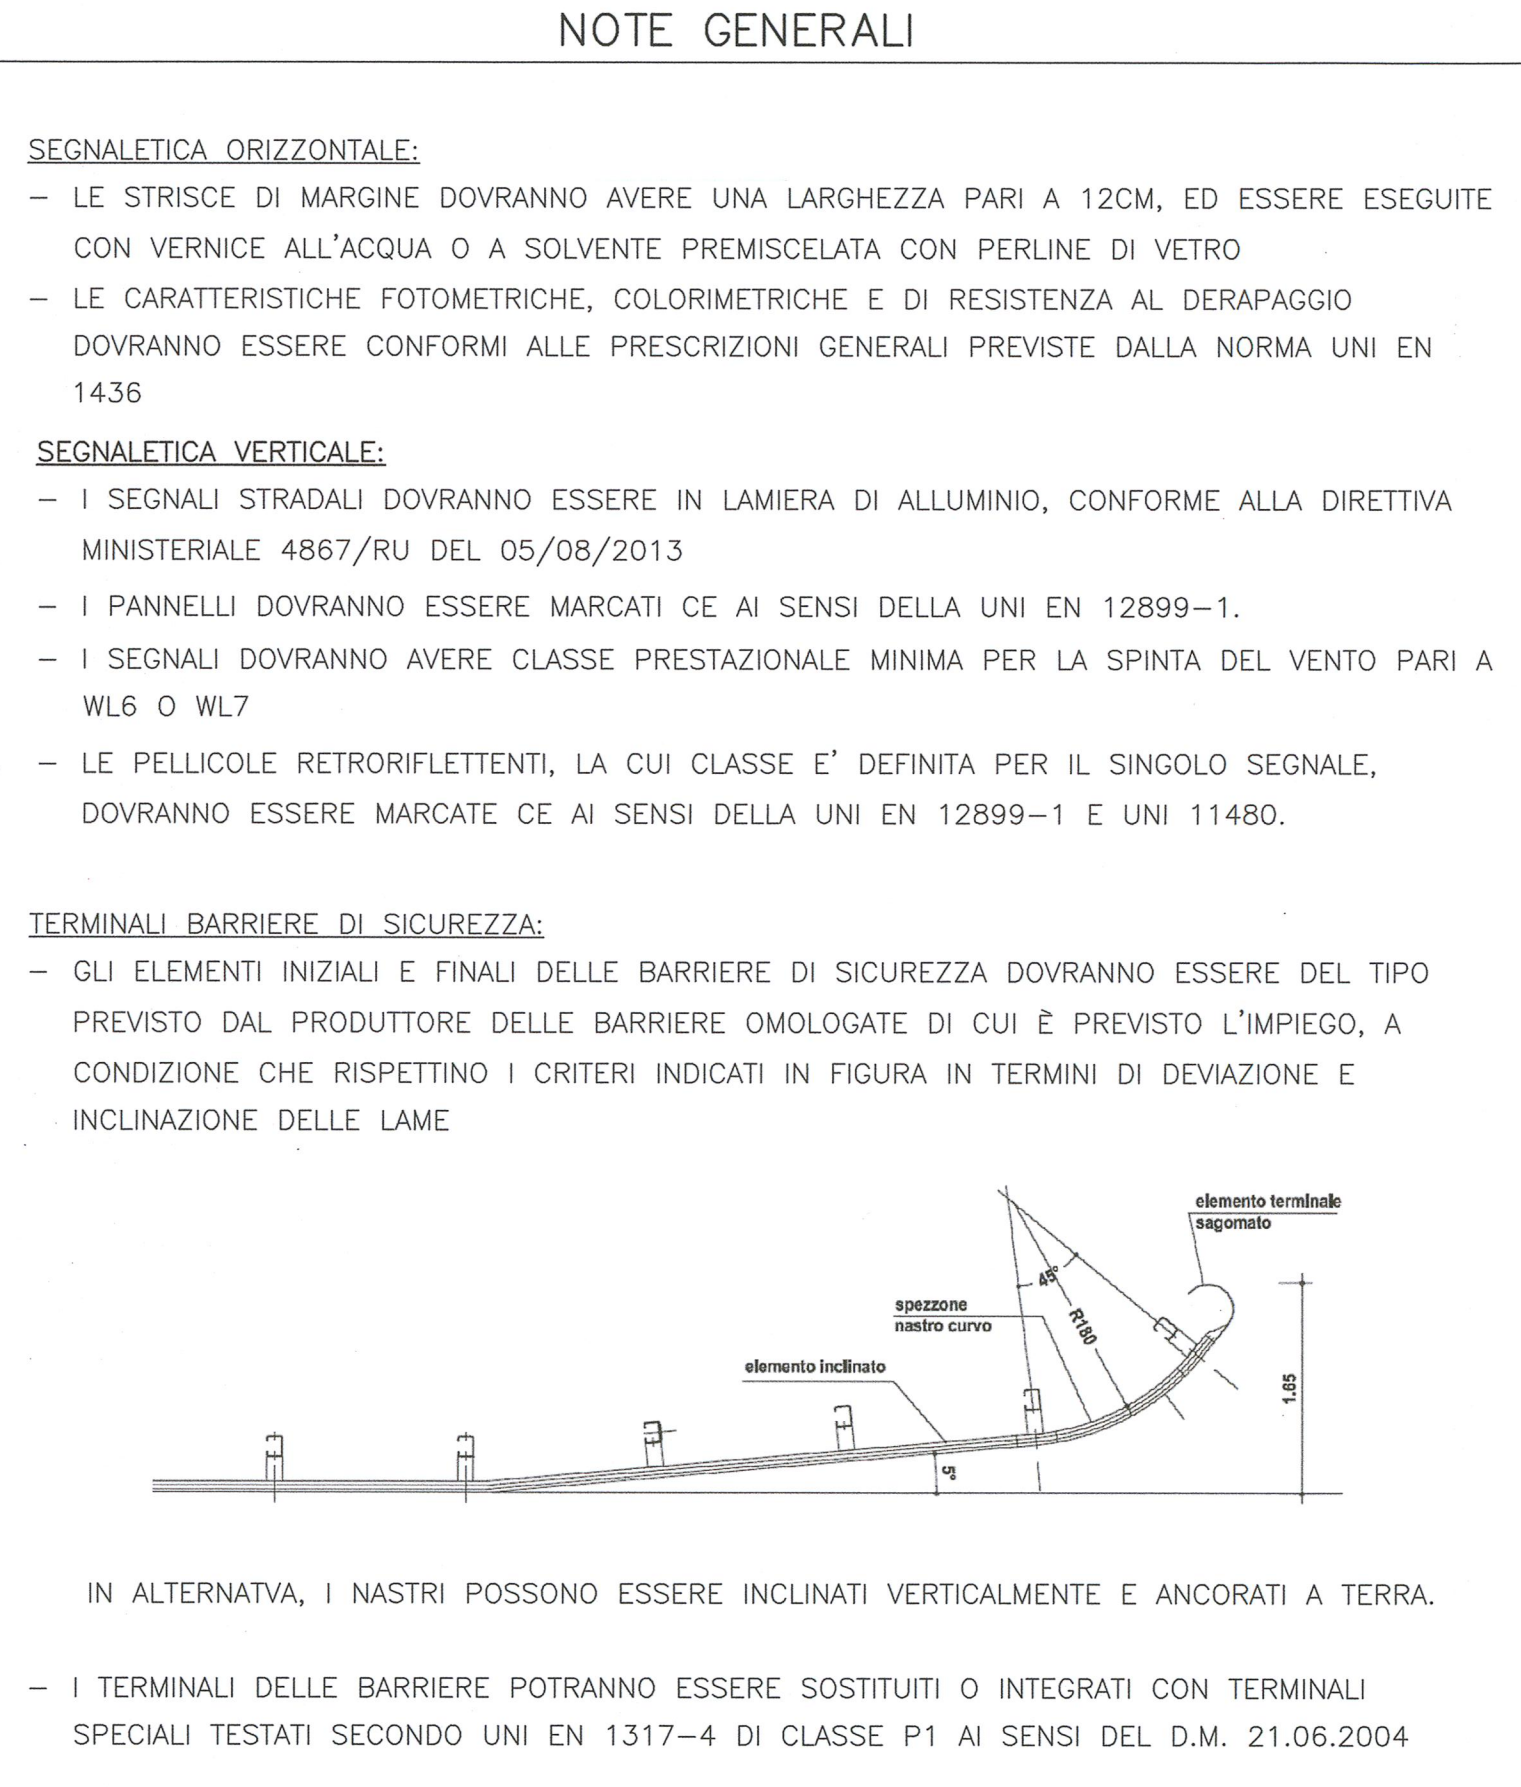 NOTE GENERALI
SEGNALETICA ORIZZONTALE:
– LE STRISCE DI MARGINE DOVRANNO AVERE UNA LARGHEZZA PARI A 12CM, ED ESSERE ESEGUITE
CON VERNICE ALL'ACQUA O A SOLVENTE PREMISCELATA CON PERLINE DI VETRO
– LE CARATTERISTICHE FOTOMETRICHE, COLORIMETRICHE E DI RESISTENZA AL DERAPAGGIO
DOVRANNO ESSERE CONFORMI ALLE PRESCRIZIONI GENERALI PREVISTE DALLA NORMA UNI EN
1436
SEGNALETICA VERTICALE:
– I SEGNALI STRADALI DOVRANNO ESSERE IN LAMIERA DI ALLUMINIO, CONFORME ALLA DIRETTIVA
MINISTERIALE 4867/RU DEL 05/08/2013
– I PANNELLI DOVRANNO ESSERE MARCATI CE AI SENSI DELLA UNI EN 12899–1.
– I SEGNALI DOVRANNO AVERE CLASSE PRESTAZIONALE MINIMA PER LA SPINTA DEL VENTO PARI A
WL6 O WL7
– LE PELLICOLE RETRORIFLETTENTI, LA CUI CLASSE E' DEFINITA PER IL SINGOLO SEGNALE,
DOVRANNO ESSERE MARCATE CE AI SENSI DELLA UNI EN 12899–1 E UNI 11480.
TERMINALI BARRIERE DI SICUREZZA:
– GLI ELEMENTI INIZIALI E FINALI DELLE BARRIERE DI SICUREZZA DOVRANNO ESSERE DEL TIPO
PREVISTO DAL PRODUTTORE DELLE BARRIERE OMOLOGATE DI CUI È PREVISTO L'IMPIEGO, A
CONDIZIONE CHE RISPETTINO I CRITERI INDICATI IN FIGURA IN TERMINI DI DEVIAZIONE E
INCLINAZIONE DELLE LAME
elemento terminale
sagomato
45°
spezzone
nastro curvo
R180
elemento inclinato
1.65
5°
IN ALTERNATVA, I NASTRI POSSONO ESSERE INCLINATI VERTICALMENTE E ANCORATI A TERRA.
– I TERMINALI DELLE BARRIERE POTRANNO ESSERE SOSTITUITI O INTEGRATI CON TERMINALI
SPECIALI TESTATI SECONDO UNI EN 1317–4 DI CLASSE P1 AI SENSI DEL D.M. 21.06.2004